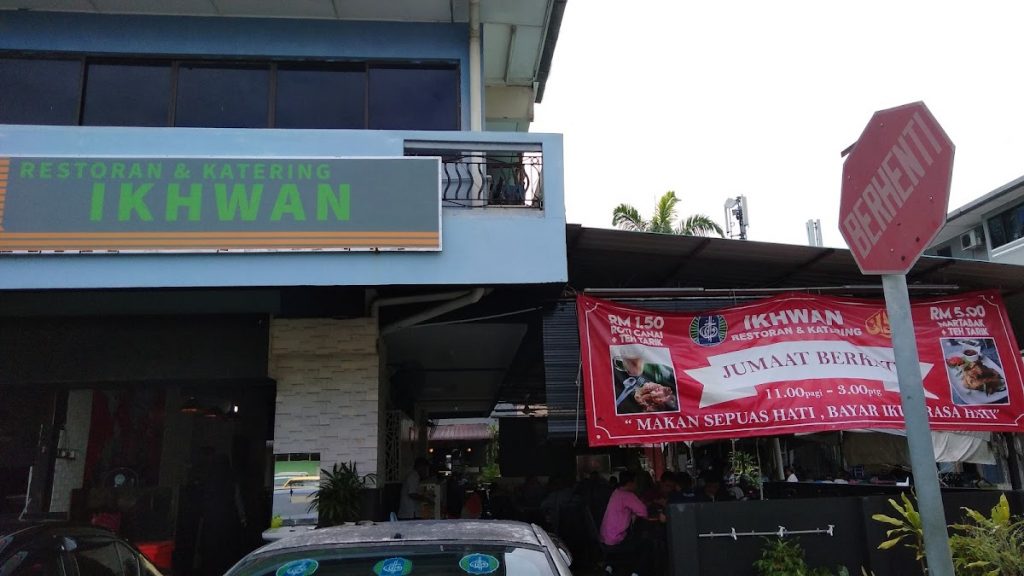 RESTORAN & KATERING
IKHWAN
BERHENTI
RM 1.50
ROTI CANAI
+ TEH TARIK
IKHWAN
RESTORAN & KATERING
RM 5.00
MARTABAK
+ TEH TARIK
JUMAAT
11.00pagi - 3.00ptg
" MAKAN SEPUAS HATI , BAYAR RASA HATI"